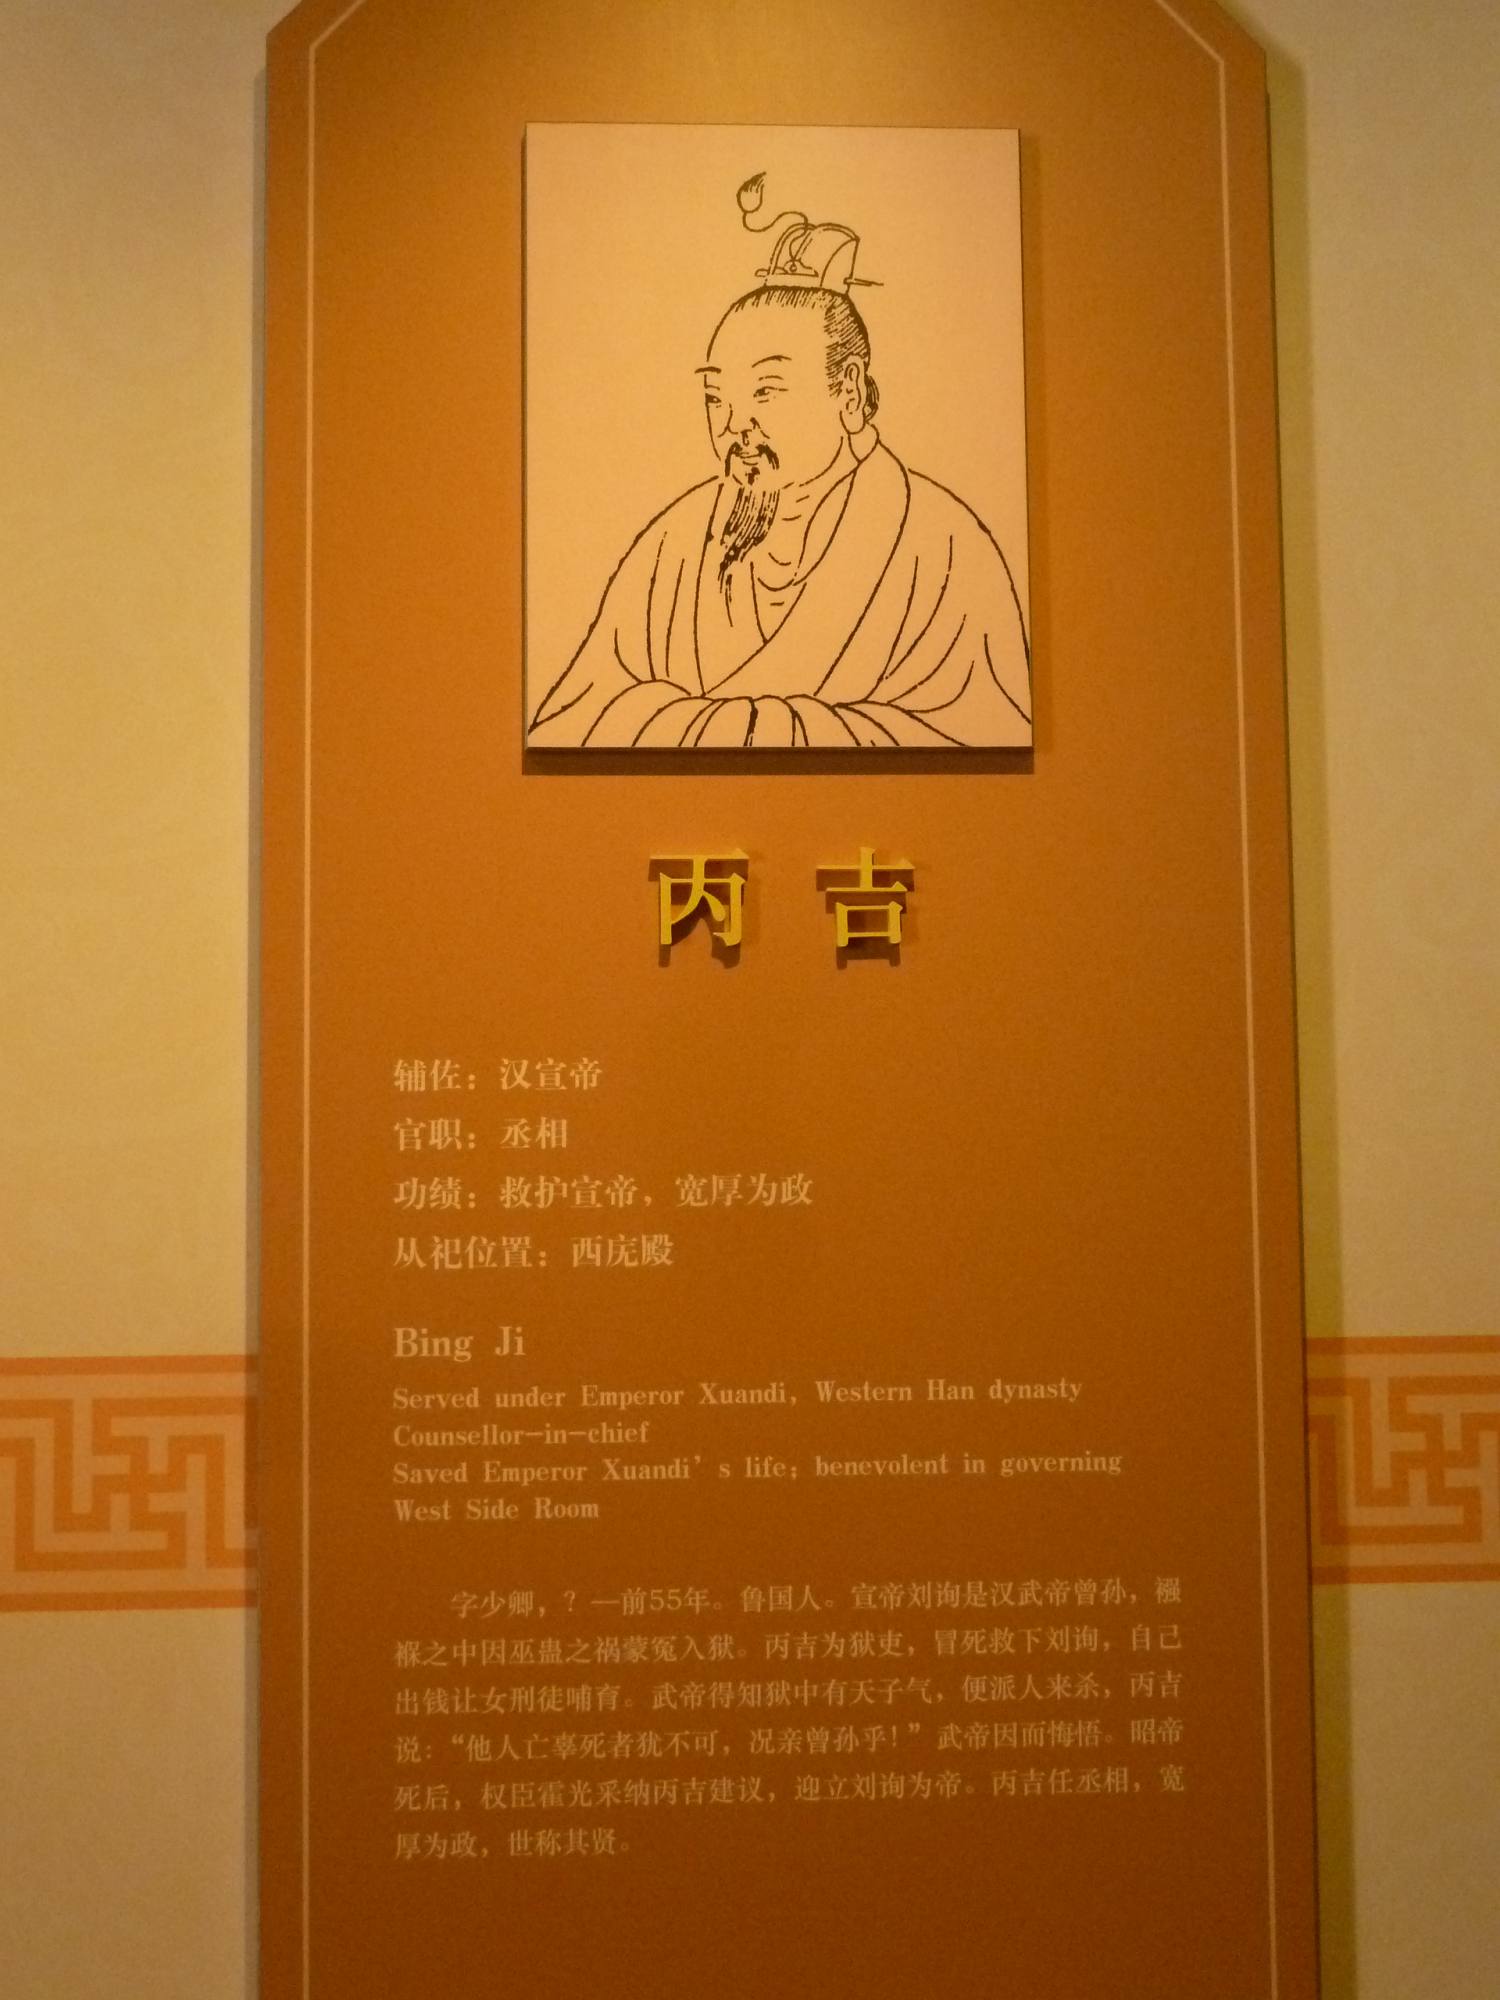 丙吉
辅佐：汉宣帝
官职：丞相
功绩：救护宣帝，宽厚为政
从祀位置：西庑殿
Bing Ji
Served under Emperor Xuandi, Western Han dynasty
Counsellor-in-chief
Saved Emperor Xuandi's life; benevolent in governing
West Side Room
字少卿，？—前55年。鲁国人。宣帝刘询是汉武帝曾孙，襁
褓之中因巫蛊之祸蒙冤入狱。丙吉为狱吏，冒死救下刘询，自己
出钱让女刑徒哺育。武帝得知狱中有天子气，便派人来杀，丙吉
说：“他人亡辜死者犹不可，况亲曾孙乎！”武帝因而悔悟。昭帝
死后，权臣霍光采纳丙吉建议，迎立刘询为帝。丙吉任丞相，宽
厚为政，世称其贤。